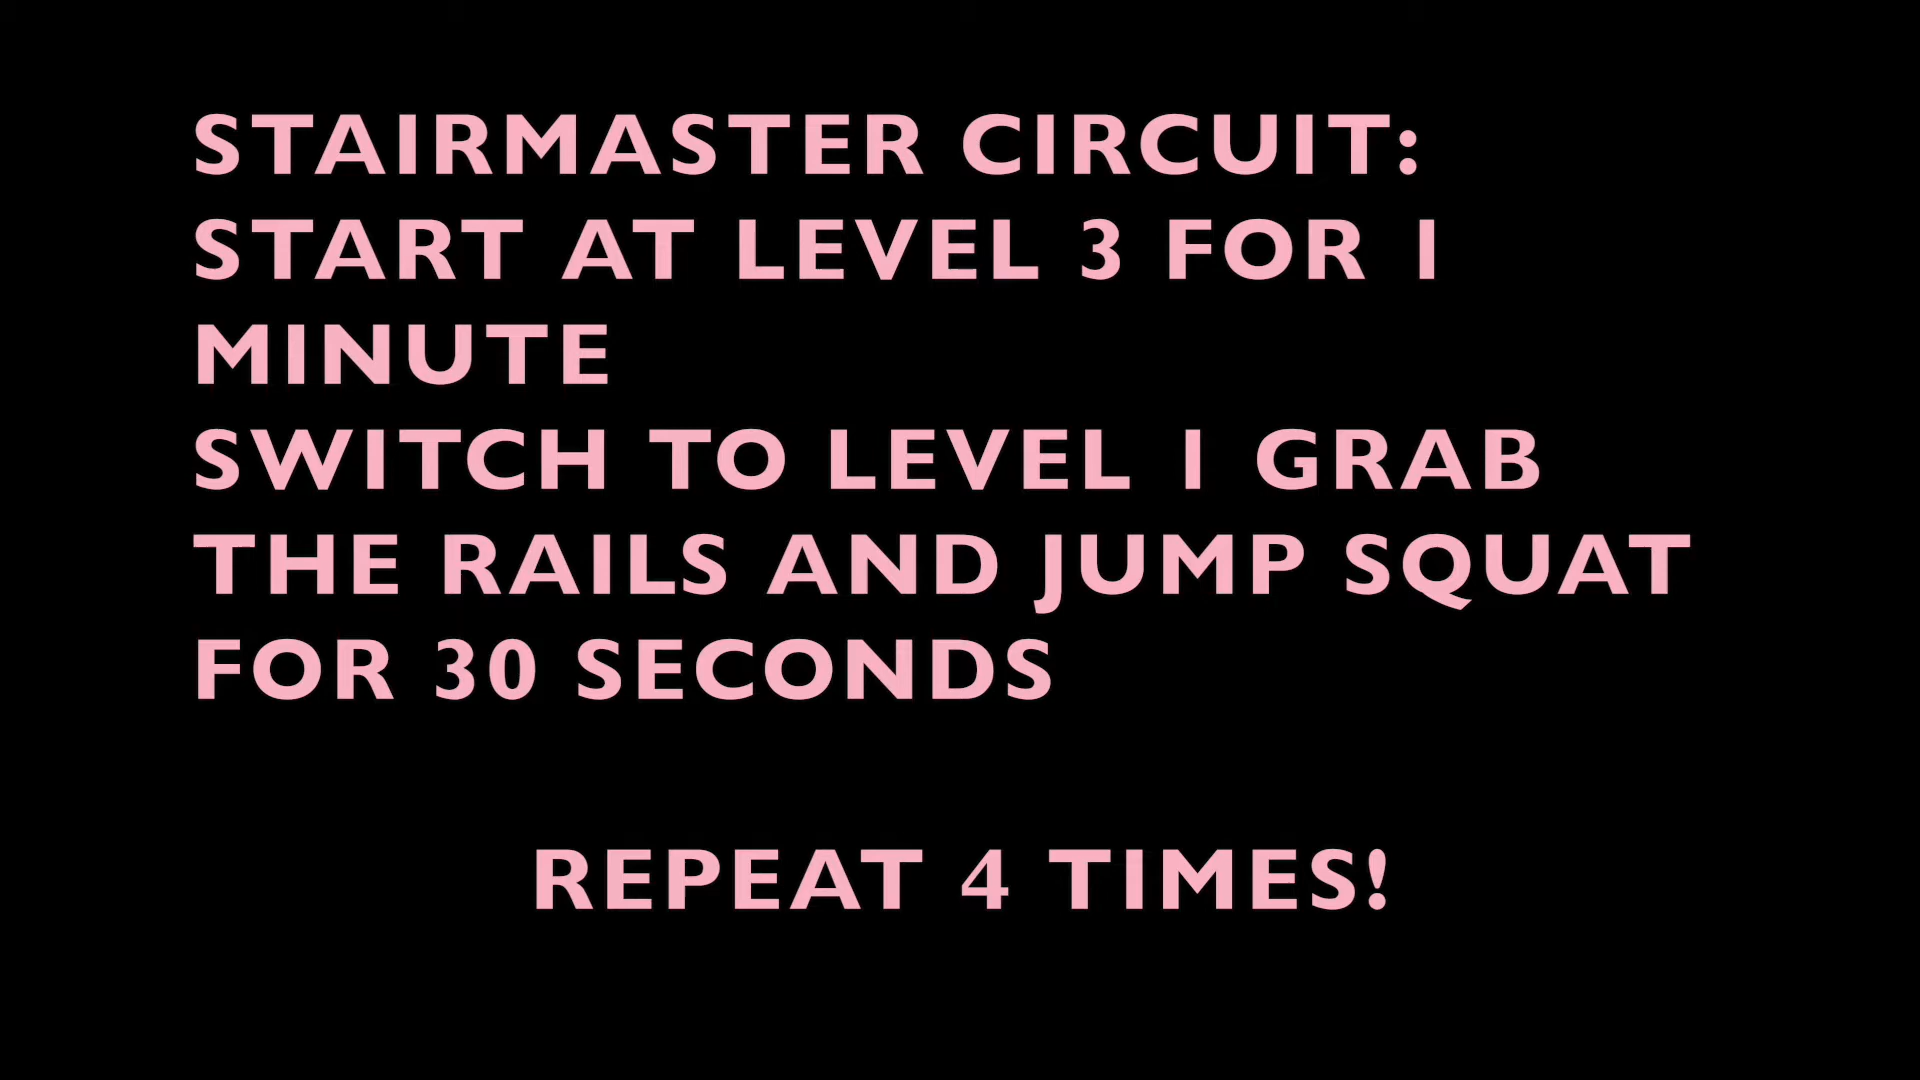 STAIRMASTER CIRCUIT:
START AT LEVEL 3 FOR 1
MINUTE
SWITCH TO LEVEL 1 GRAB
THE RAILS AND JUMP SQUAT
FOR 30 SECONDS
REPEAT 4 TIMES!